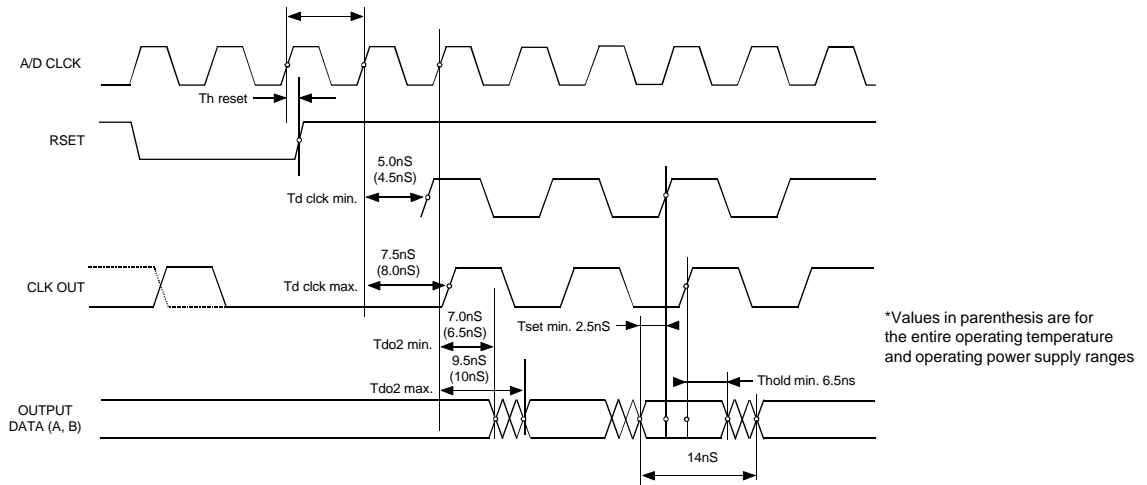 A/D CLCK
Th reset
RSET
5.0nS
(4.5nS)
Td clck min.
7.5nS
(8.0nS)
CLK OUT
Td clck max.
7.0nS
(6.5nS)
Tset min. 2.5nS
Tdo2 min.
9.5nS
(10nS)
Tdo2 max.
Thold min. 6.5ns
OUTPUT
DATA (A, B)
14nS
*Values in parenthesis are for
the entire operating temperature
and operating power supply ranges